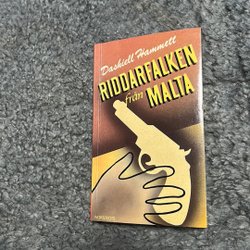 Dashiell Hammett
RIDDARFALKEN
från MALTA